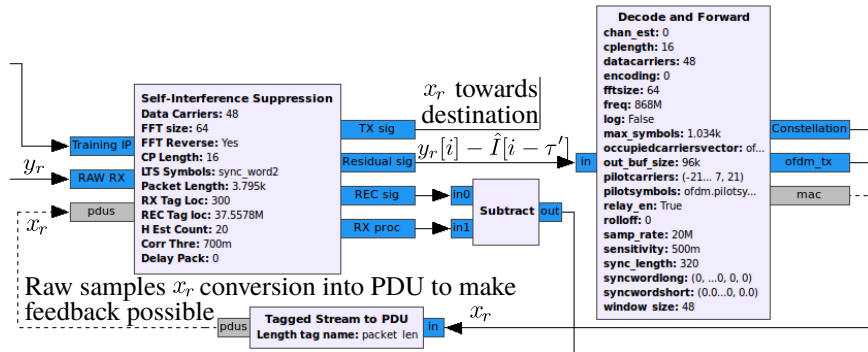 Self-Interference Suppression
Data Carriers: 48
FFT size: 64
FFT Reverse: Yes
CP Length: 16
LTS Symbols: sync_word2
Packet Length: 3.795k
RX Tag Loc: 300
REC Tag loc: 37.5578M
H Est Count: 20
Corr Thre: 700m
Delay Pack: 0
Training IP
RAW RX
pdus
y_r
x_r
TX sig
Residual sig
REC sig
RX proc
x_r towards
destination
y_r[i] − Î[i − τ′]
in0
in1
Subtract
out
Decode and Forward
chan_est: 0
cplength: 16
datacarriers: 48
encoding: 0
fftsize: 64
freq: 868M
log: False
max_symbols: 1.034k
occupiedcarriersvector: of...
out_buf_size: 96k
pilotcarriers: (-21... 7, 21)
pilotsymbols: ofdm.pilotsy...
relay_en: True
rolloff: 0
samp_rate: 20M
sensitivity: 500m
sync_length: 320
syncwordlong: (0, ...0, 0, 0)
syncwordshort: (0.0...0, 0.0)
window_size: 48
in
Constellation
ofdm_tx
mac
Raw samples x_r conversion into PDU to make
feedback possible
pdus
Tagged Stream to PDU
Length tag name: packet_len
in
x_r